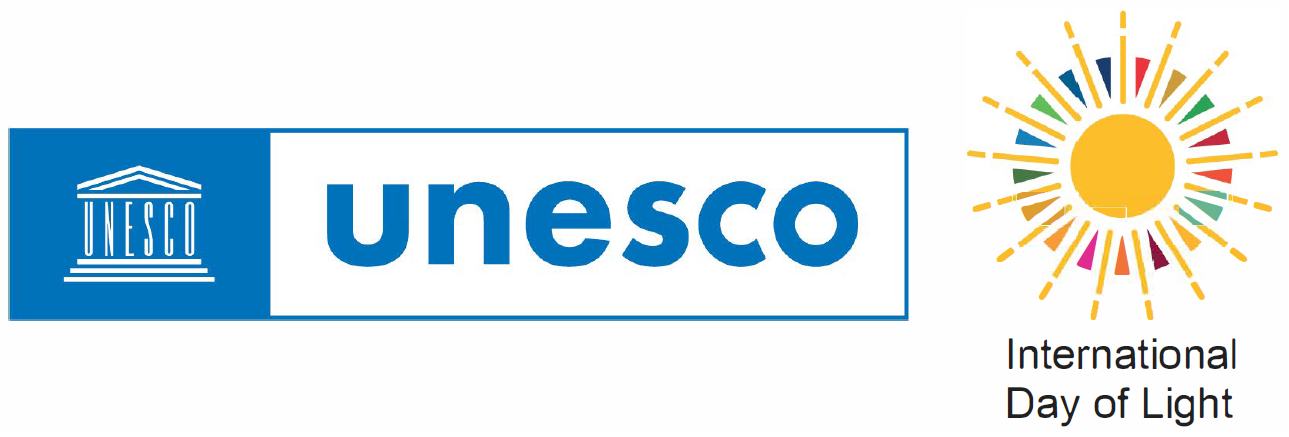 UNESCO
unesco
International
Day of Light